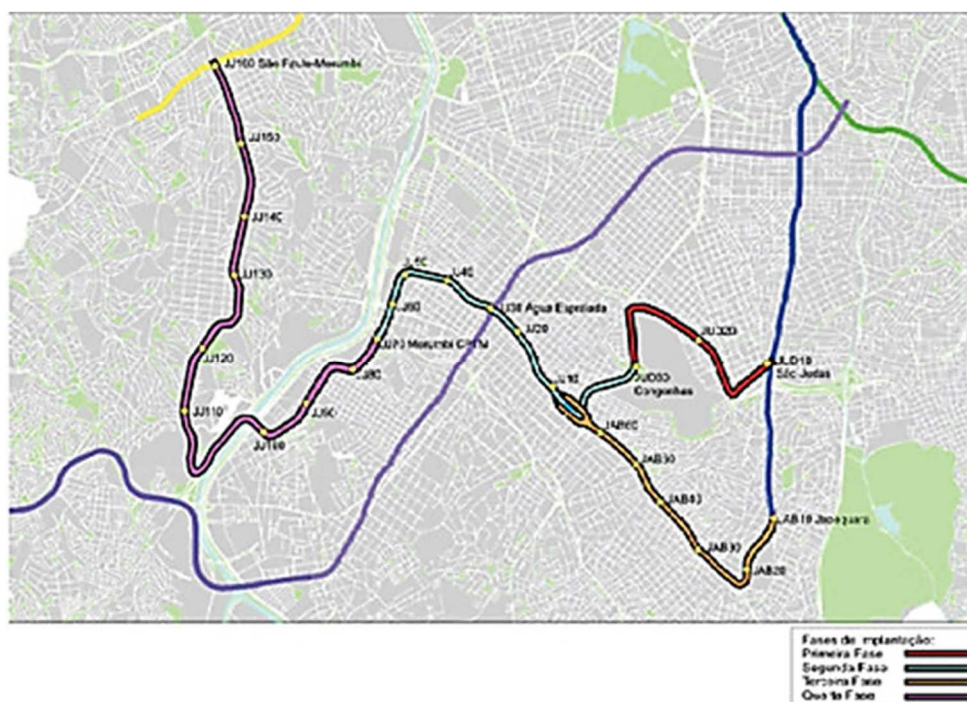 JJ160 São Paulo-Morumbi
JJ150
JJ140
JJ130
JJ120
JJ110
JJ100
JJ90
JJ80
JJ70 Morumbi CPTM
JJ60
JJ50
JJ40
JJ30 Água Espraiada
JJ20
JJ10
JUD30
Congonhas
JUD20
JUD10
São Judas
JAB60
JAB50
JAB40
JAB30
JAB20
JAB10 Jabaquara
Fases de implantação:
Primeira Fase
Segunda Fase
Terceira Fase
Quarta Fase